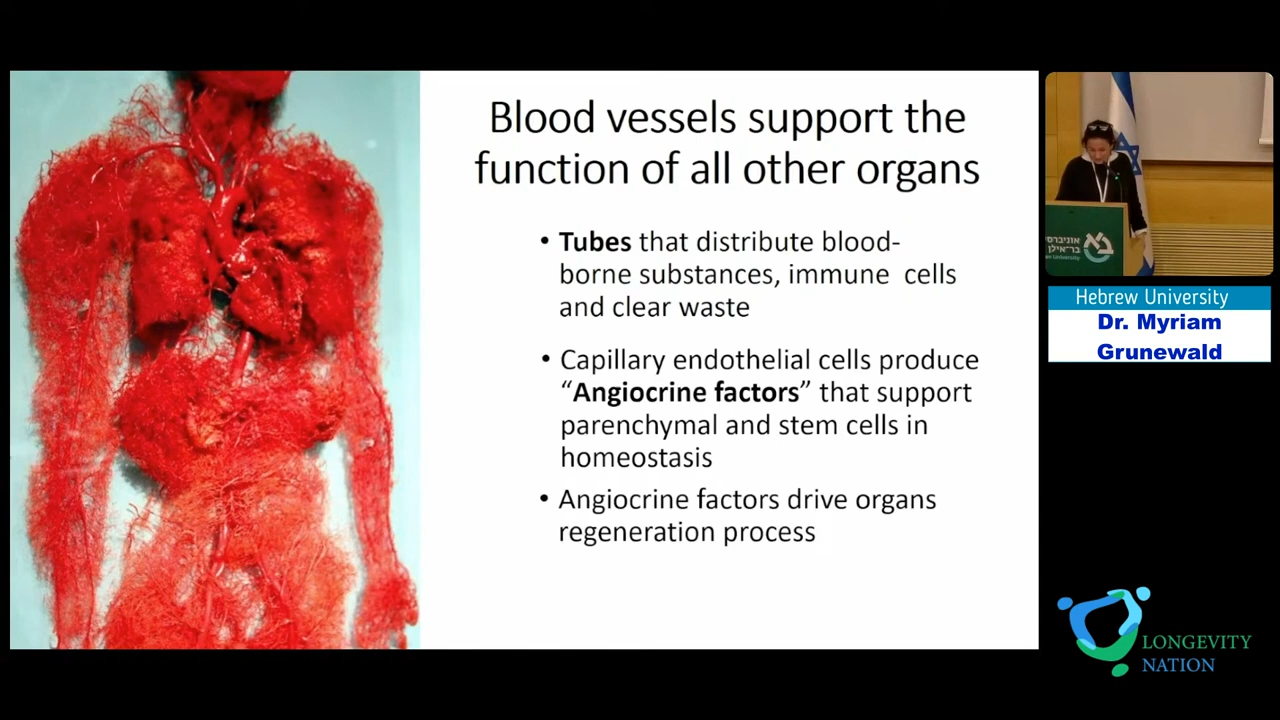 Blood vessels support the
function of all other organs
• Tubes that distribute blood-
borne substances, immune cells
and clear waste
• Capillary endothelial cells produce
“Angiocrine factors” that support
parenchymal and stem cells in
homeostasis
• Angiocrine factors drive organs
regeneration process
בר-אילן
Hebrew University
Dr. Myriam
Grunewald
LONGEVITY
NATION